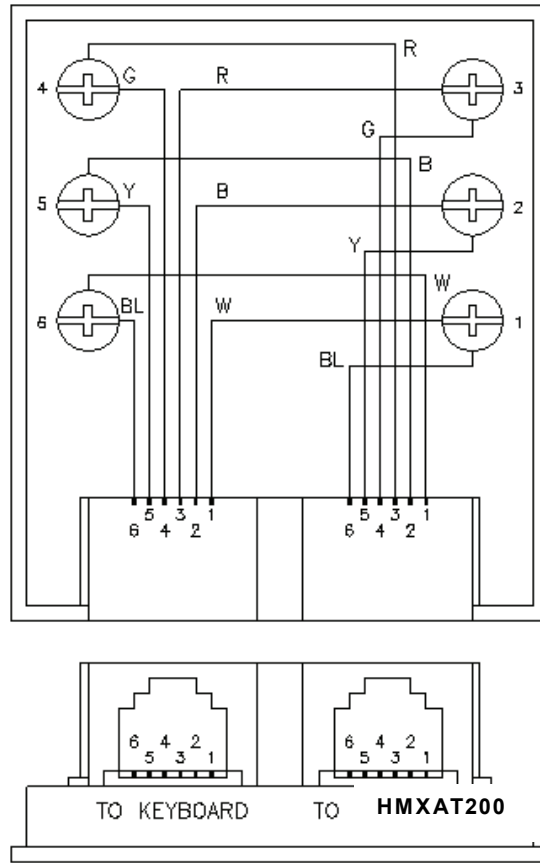 R
4 G R 3
G
B
5 Y B 2
Y
W
6 BL W 1
BL
6 5 4 3 2 1
6 5 4 3 2 1
6 5 4 3 2 1
6 5 4 3 2 1
TO KEYBOARD TO HMXAT200